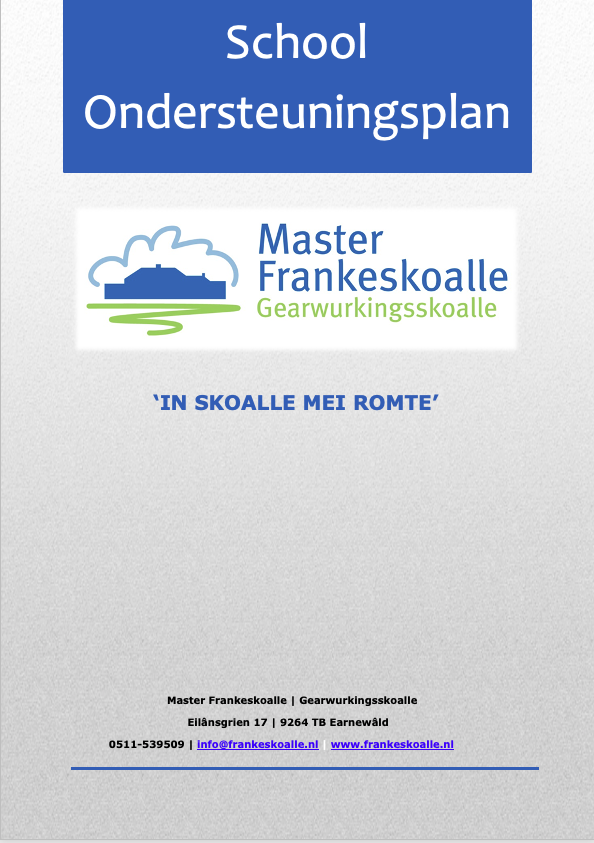 School
Ondersteuningsplan
Master
Frankeskoalle
Gearwurkingsskoalle
‘IN SKOALLE MEI ROMTE’
Master Frankeskoalle | Gearwurkingsskoalle
Eilânsgrien 17 | 9264 TB Earnewâld
0511-539509 | info@frankeskoalle.nl | www.frankeskoalle.nl